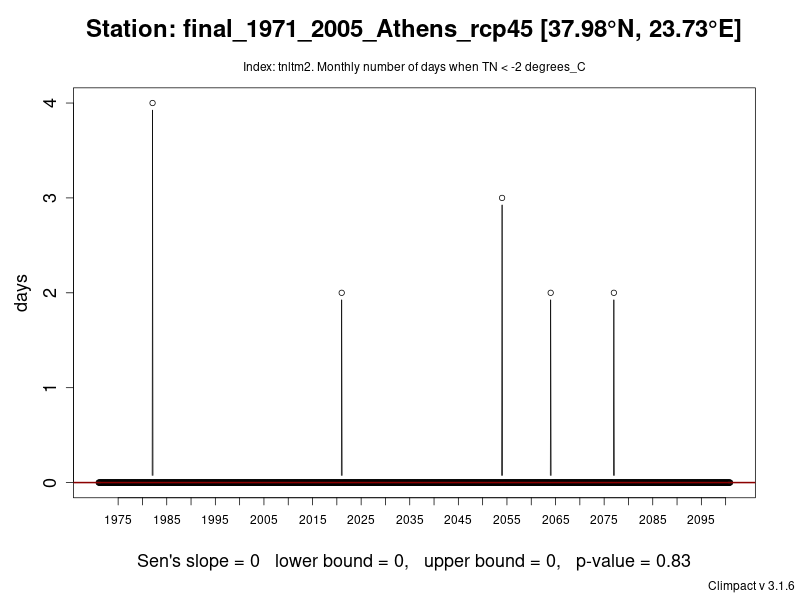 Station: final_1971_2005_Athens_rcp45 [37.98°N, 23.73°E]
Index: tnltm2. Monthly number of days when TN < -2 degrees_C
days
4
3
2
1
0
1975 1985 1995 2005 2015 2025 2035 2045 2055 2065 2075 2085 2095
Sen's slope = 0 lower bound = 0, upper bound = 0, p-value = 0.83
Climpact v 3.1.6